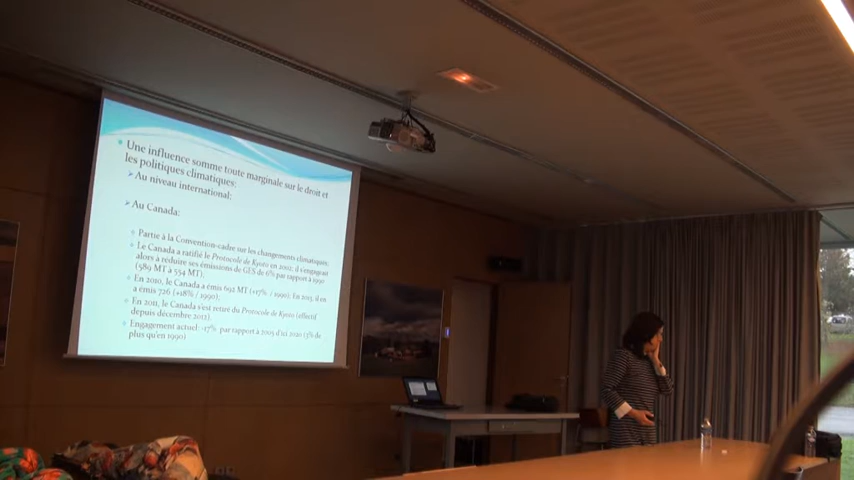 Une influence somme toute marginale sur le droit et
les politiques climatiques:
Au niveau international:
Au Canada:
Partie à la Convention-cadre sur les changements climatiques;
Le Canada a ratifié le Protocole de Kyoto en 2002; il s'engageait
alors à réduire ses émissions de GES de 6% par rapport à 1990
(589 MT à 554 MT);
En 2010, le Canada a émis 692 MT (+17% / 1990); En 2013, il en
a émis 726 (+18% / 1990);
En 2011, le Canada s'est retiré du Protocole de Kyoto (effectif
depuis décembre 2012);
Engagement actuel: -17% par rapport à 2005 d'ici 2020 (3% de
plus qu'en 1990)